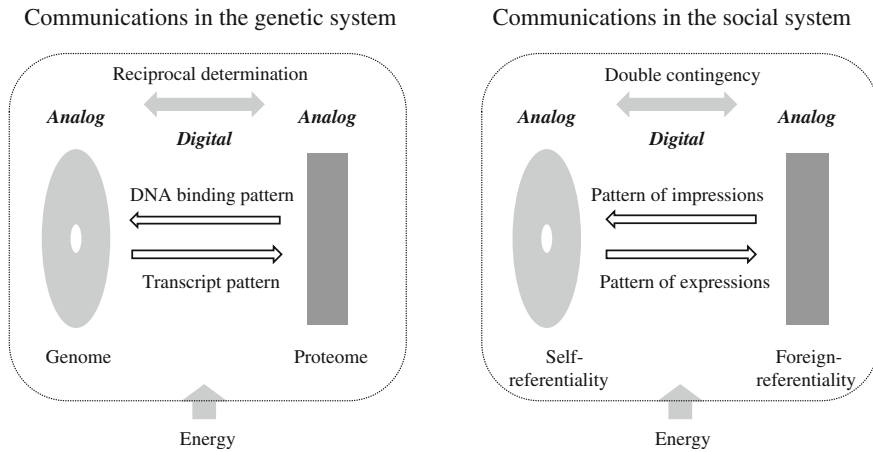 Communications in the genetic system
Reciprocal determination
Analog
Analog
Digital
DNA binding pattern
Transcript pattern
Genome
Proteome
Energy
Communications in the social system
Double contingency
Analog
Analog
Digital
Pattern of impressions
Pattern of expressions
Self-
referentiality
Foreign-
referentiality
Energy